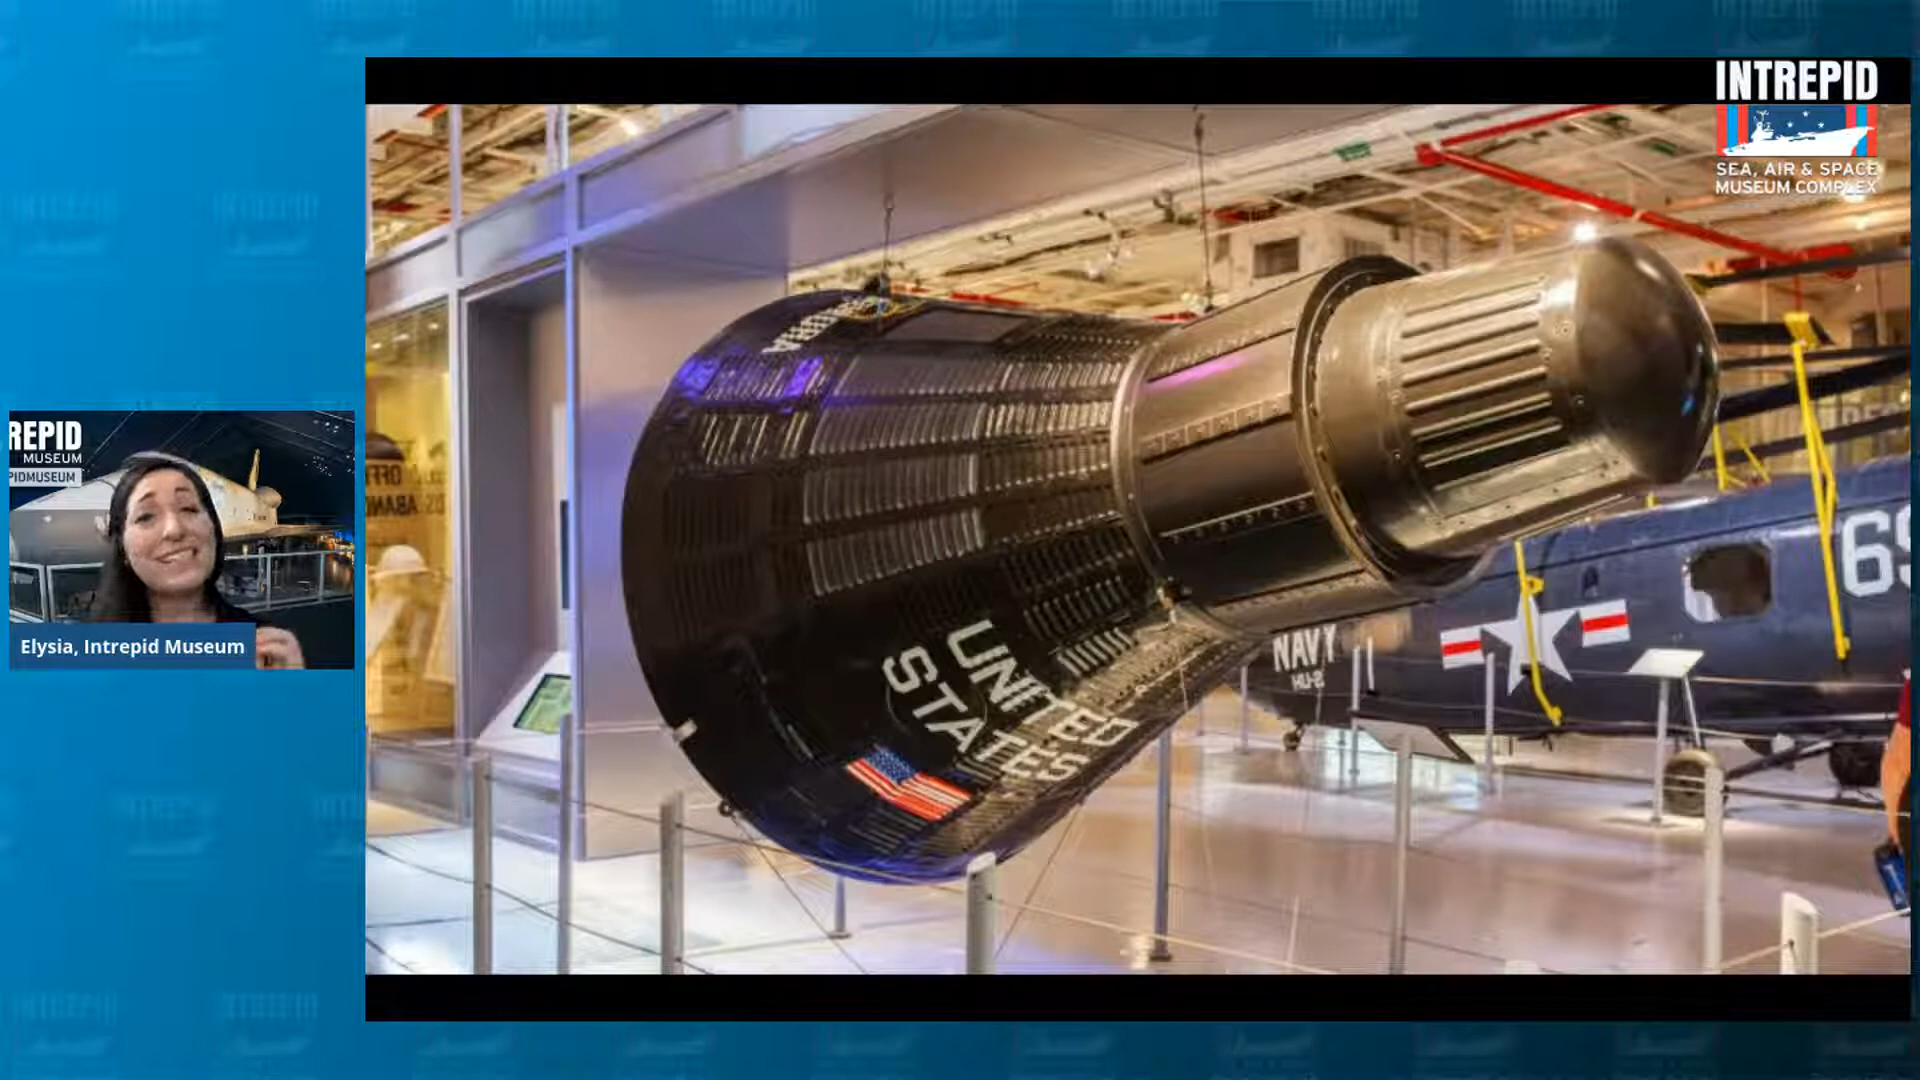 INTREPID
SEA, AIR & SPACE
MUSEUM COMPLEX
REPID
MUSEUM
PIDMUSEUM
Elysia, Intrepid Museum
UNITED
STATES
NAVY
69